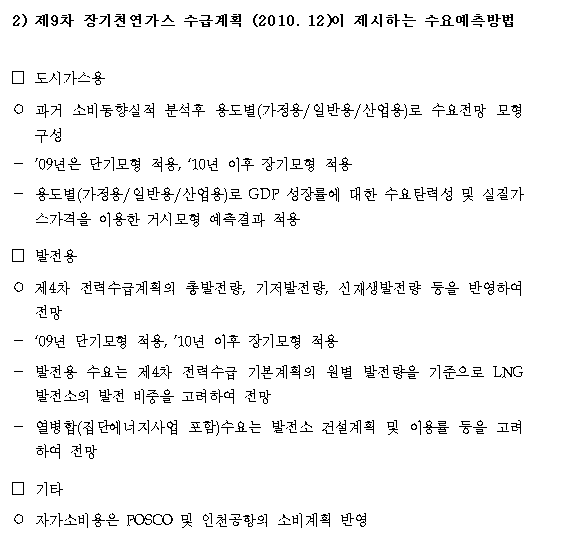 2) 제9차 장기천연가스 수급계획 (2010. 12)이 제시하는 수요예측방법
□ 도시가스용
○ 과거 소비동향실적 분석후 용도별(가정용/일반용/산업용)로 수요전망 모형
구성
- '09년은 단기모형 적용, '10년 이후 장기모형 적용
- 용도별(가정용/일반용/산업용)로 GDP 성장률에 대한 수요탄력성 및 실질가
스가격을 이용한 거시모형 예측결과 적용
□ 발전용
○ 제4차 전력수급계획의 총발전량, 기저발전량, 신재생발전량 등을 반영하여
전망
- '09년 단기모형 적용, '10년 이후 장기모형 적용
- 발전용 수요는 제4차 전력수급 기본계획의 원별 발전량을 기준으로 LNG
발전소의 발전 비중을 고려하여 전망
- 열병합(집단에너지사업 포함)수요는 발전소 건설계획 및 이용률 등을 고려
하여 전망
□ 기타
○ 자가소비용은 POSCO 및 인천공항의 소비계획 반영